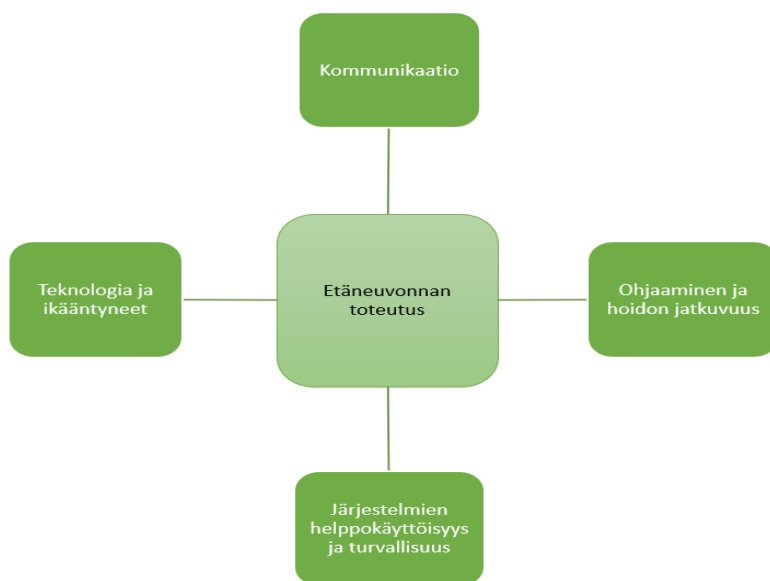 Kommunikaatio
Teknologia ja
ikääntyneet
Etäneuvonnan
toteutus
Ohjaaminen ja
hoidon jatkuvuus
Järjestelmien
helppokäyttöisyys
ja turvallisuus